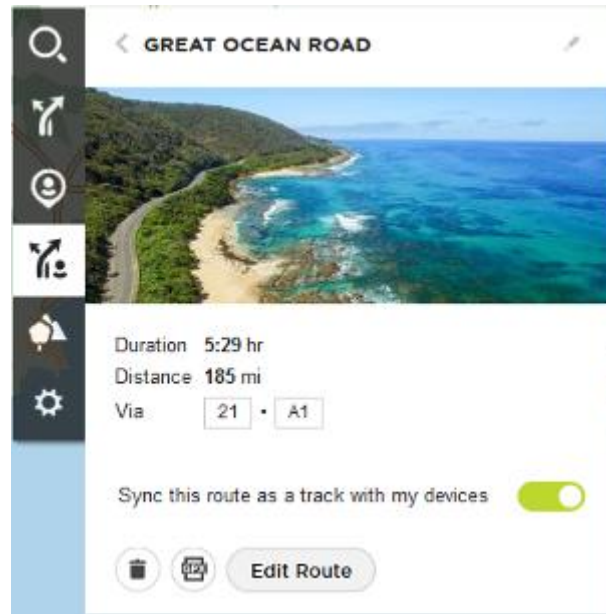 GREAT OCEAN ROAD
Duration 5:29 hr
Distance 185 mi
Via 21 • A1
Sync this route as a track with my devices
GPX
Edit Route